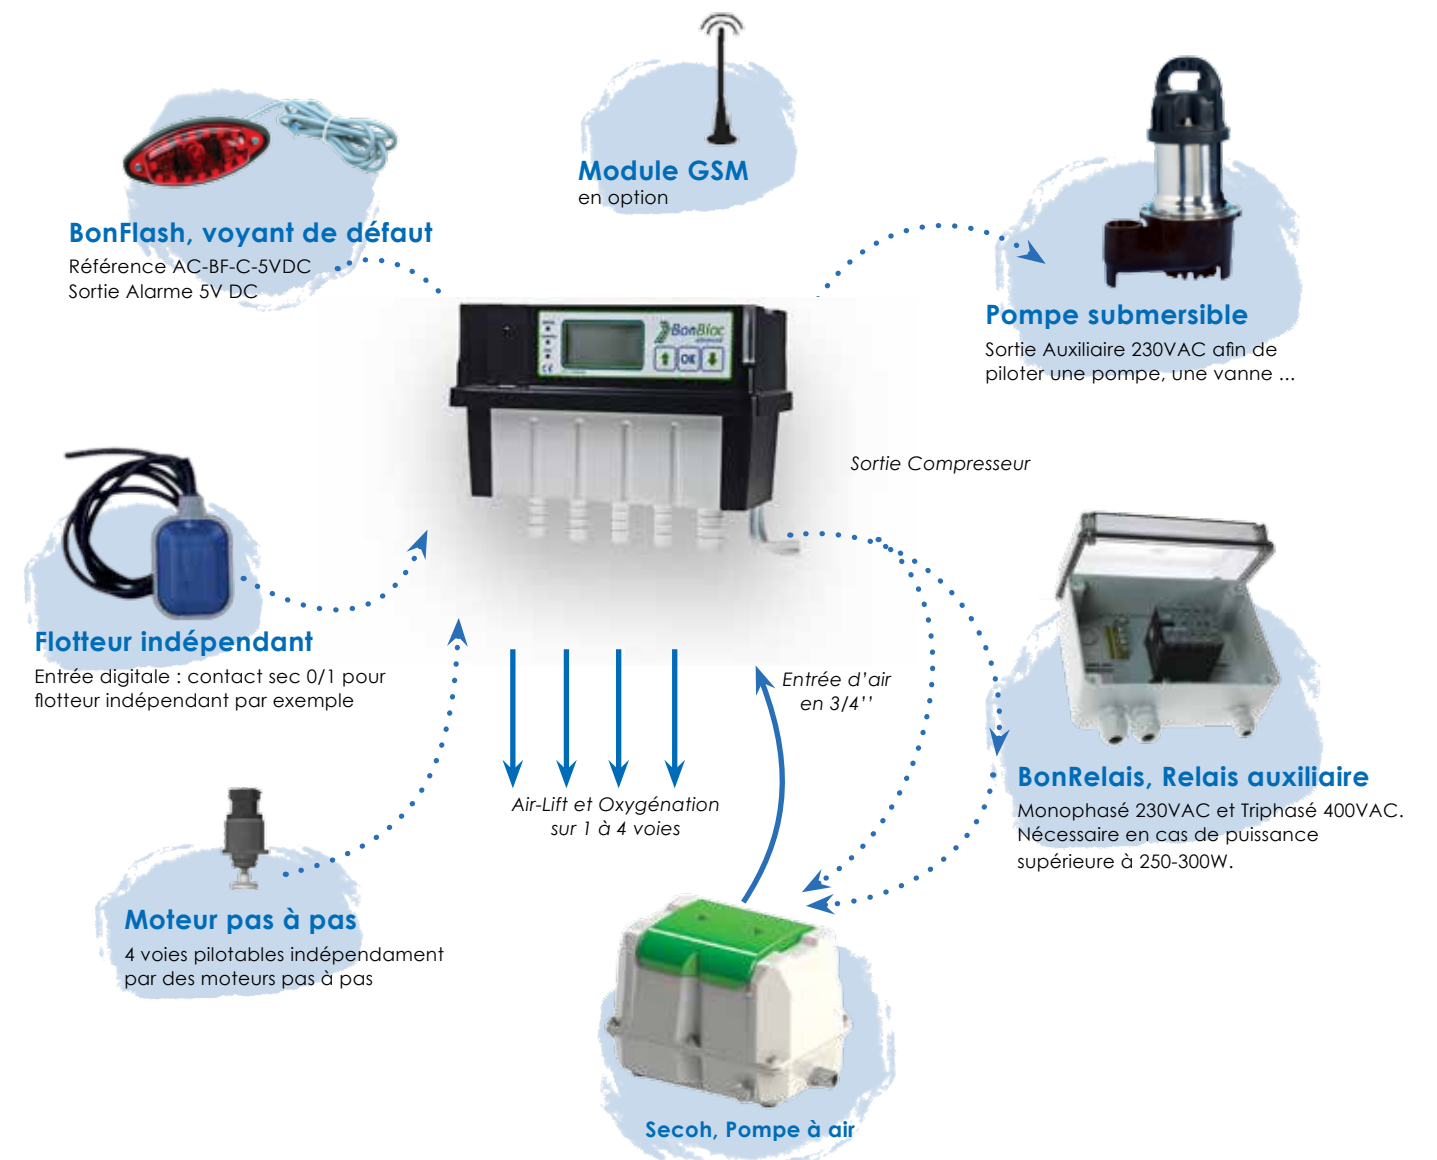 Module GSM
en option
BonFlash, voyant de défaut
Référence AC-BF-C-5VDC
Sortie Alarme 5V DC
BonBloc
advanced
OK
Pompe submersible
Sortie Auxiliaire 230VAC afin de
piloter une pompe, une vanne ...
Sortie Compresseur
Flotteur indépendant
Entrée digitale : contact sec 0/1 pour
flotteur indépendant par exemple
Entrée d'air
en 3/4''
BonRelais, Relais auxiliaire
Monophasé 230VAC et Triphasé 400VAC.
Nécessaire en cas de puissance
supérieure à 250-300W.
Air-Lift et Oxygénation
sur 1 à 4 voies
Moteur pas à pas
4 voies pilotables indépendament
par des moteurs pas à pas
Secoh, Pompe à air